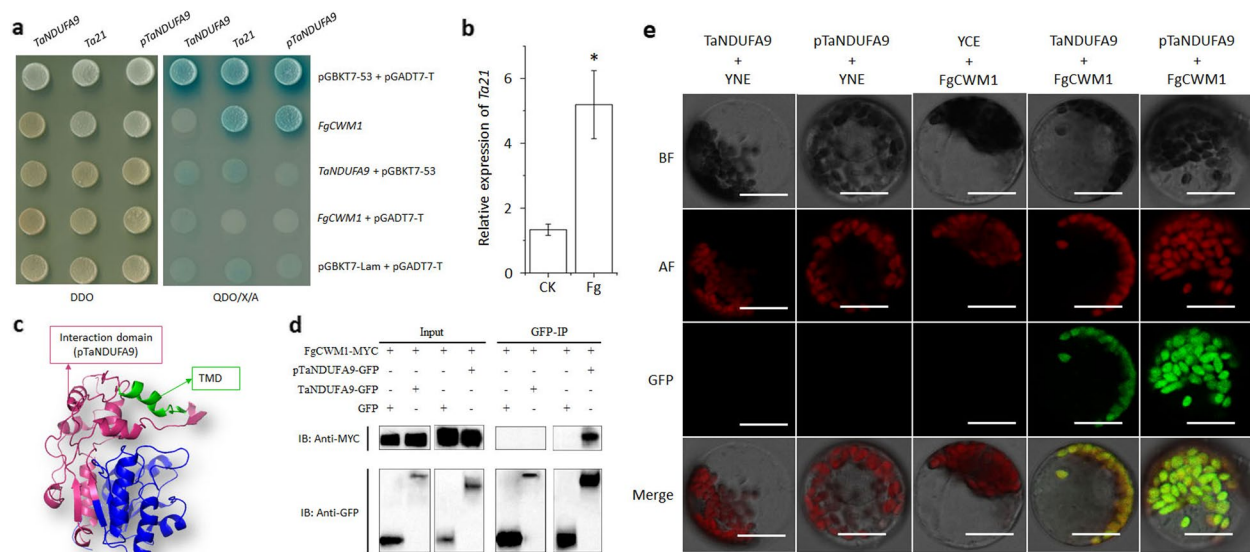 a
TaNDUFA9
Ta21
pTaNDUFA9
TaNDUFA9
Ta21
pTaNDUFA9
pGBKT7-53 + pGADT7-T
FgCWM1
TaNDUFA9 + pGBKT7-53
FgCWM1 + pGADT7-T
pGBKT7-Lam + pGADT7-T
DDO
QDO/X/A
b
Relative expression of Ta21
6
4
2
0
*
CK
Fg
c
Interaction domain
(pTaNDUFA9)
TMD
d
Input
GFP-IP
FgCWM1-MYC + + + + + + + +
pTaNDUFA9-GFP - - - + - - - +
TaNDUFA9-GFP - + - - - + - -
GFP + - + - + - + -
IB: Anti-MYC
IB: Anti-GFP
e
TaNDUFA9
+
YNE
pTaNDUFA9
+
YNE
YCE
+
FgCWM1
TaNDUFA9
+
FgCWM1
pTaNDUFA9
+
FgCWM1
BF
AF
GFP
Merge